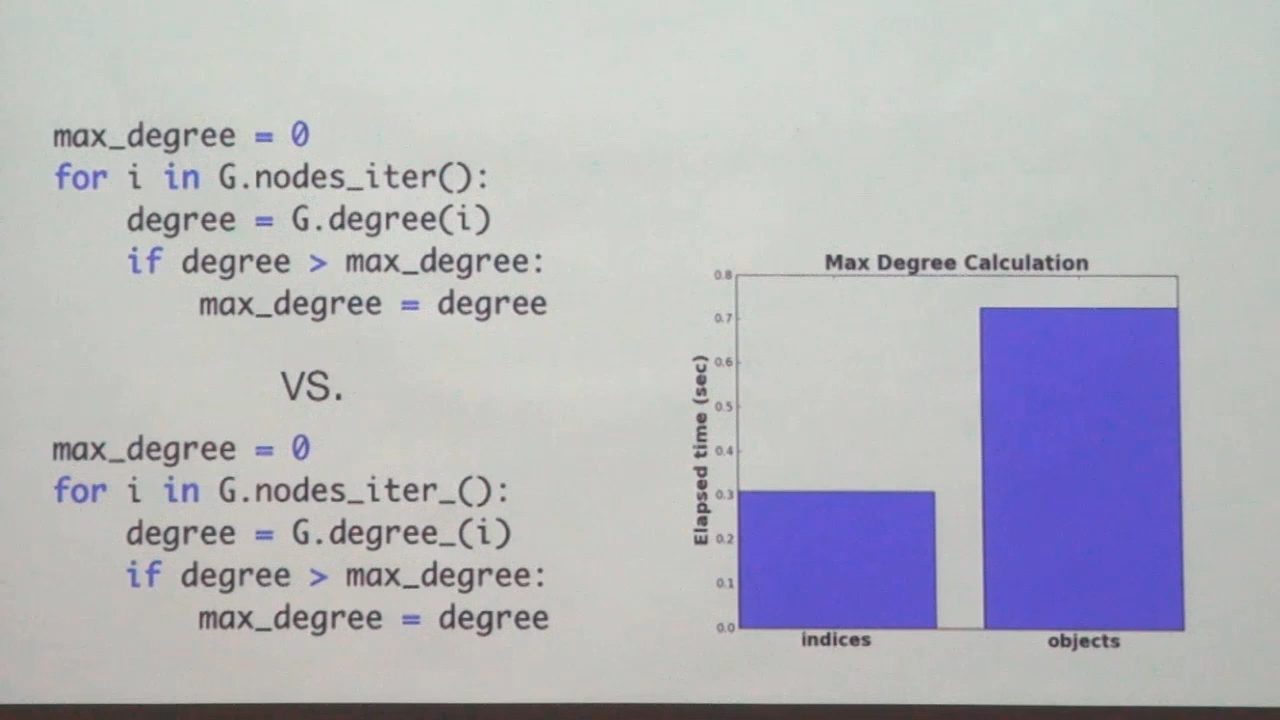 max_degree = 0
for i in G.nodes_iter():
    degree = G.degree(i)
    if degree > max_degree:
        max_degree = degree
VS.
max_degree = 0
for i in G.nodes_iter_():
    degree = G.degree_(i)
    if degree > max_degree:
        max_degree = degree
Max Degree Calculation
Elapsed time (sec)
0.8
0.7
0.6
0.5
0.4
0.3
0.2
0.1
0.0
indices
objects